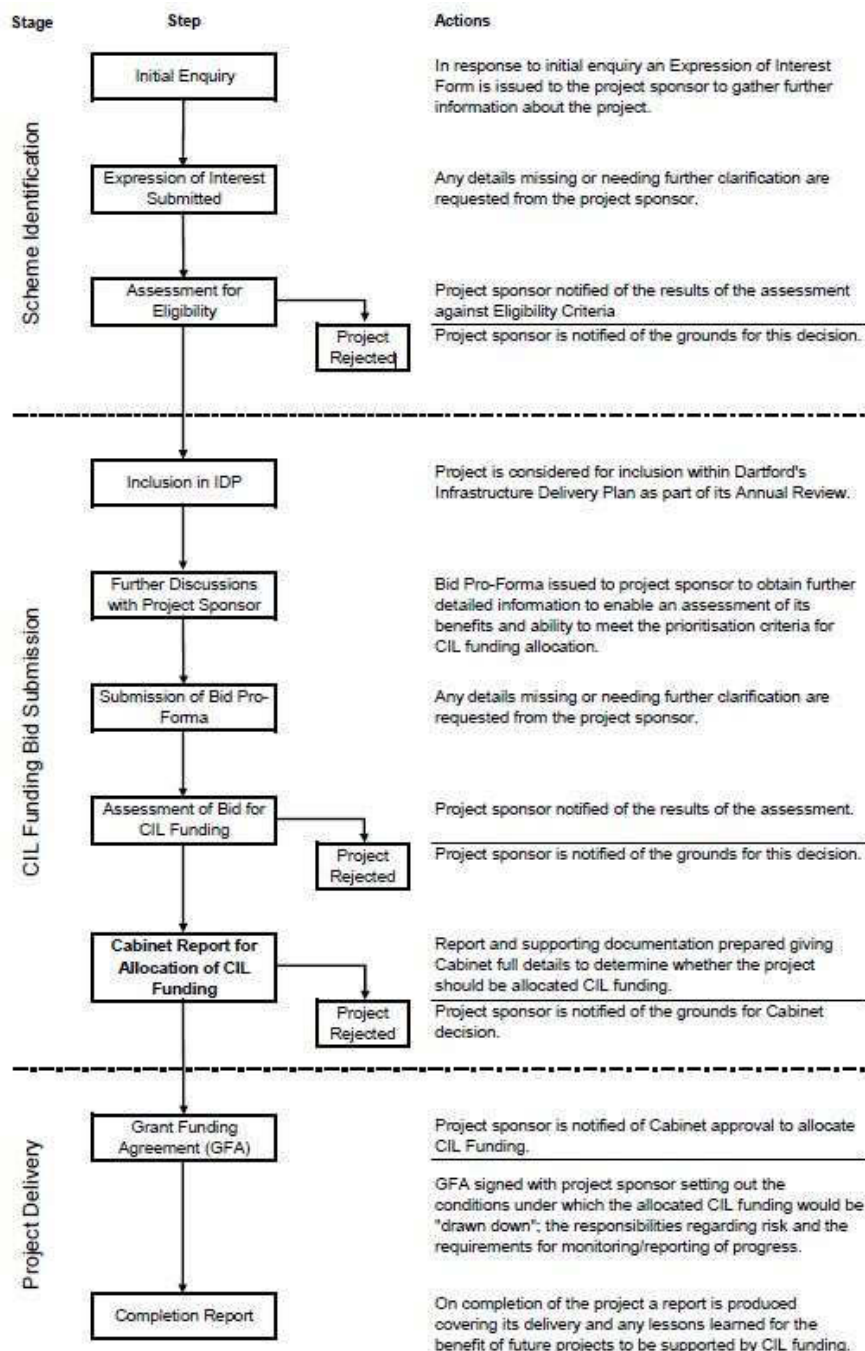 Stage Step Actions
Scheme Identification
Initial Enquiry
In response to initial enquiry an Expression of Interest
Form is issued to the project sponsor to gather further
information about the project.
Expression of Interest
Submitted
Any details missing or needing further clarification are
requested from the project sponsor.
Assessment for
Eligibility
Project sponsor notified of the results of the assessment
against Eligibility Criteria
Project
Rejected
Project sponsor is notified of the grounds for this decision.
CIL Funding Bid Submission
Inclusion in IDP
Project is considered for inclusion within Dartford's
Infrastructure Delivery Plan as part of its Annual Review.
Further Discussions
with Project Sponsor
Bid Pro-Forma issued to project sponsor to obtain further
detailed information to enable an assessment of its
benefits and ability to meet the prioritisation criteria for
CIL funding allocation.
Submission of Bid Pro-
Forma
Any details missing or needing further clarification are
requested from the project sponsor.
Assessment of Bid for
CIL Funding
Project sponsor notified of the results of the assessment.
Project
Rejected
Project sponsor is notified of the grounds for this decision.
Cabinet Report for
Allocation of CIL
Funding
Report and supporting documentation prepared giving
Cabinet full details to determine whether the project
should be allocated CIL funding.
Project
Rejected
Project sponsor is notified of the grounds for Cabinet
decision.
Project Delivery
Grant Funding
Agreement (GFA)
Project sponsor is notified of Cabinet approval to allocate
CIL Funding.
GFA signed with project sponsor setting out the
conditions under which the allocated CIL funding would be
"drawn down"; the responsibilities regarding risk and the
requirements for monitoring/reporting of progress.
Completion Report
On completion of the project a report is produced
covering its delivery and any lessons learned for the
benefit of future projects to be supported by CIL funding.